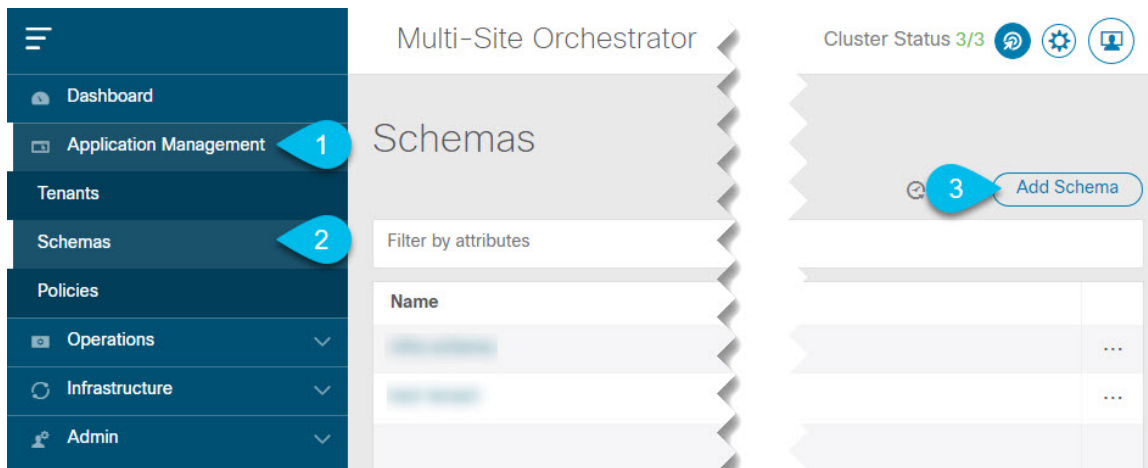 Multi-Site Orchestrator
Cluster Status 3/3
Dashboard
Application Management
1
Tenants
Schemas
2
Policies
Operations
Infrastructure
Admin
Schemas
3
Add Schema
Filter by attributes
Name
...
...